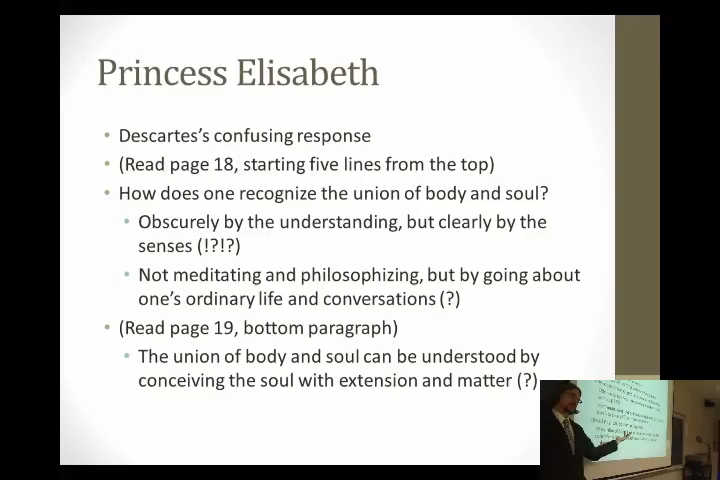 Princess Elisabeth
• Descartes's confusing response
• (Read page 18, starting five lines from the top)
• How does one recognize the union of body and soul?
• Obscurely by the understanding, but clearly by the
senses (!?!?)
• Not meditating and philosophizing, but by going about
one's ordinary life and conversations (?)
• (Read page 19, bottom paragraph)
• The union of body and soul can be understood by
conceiving the soul with extension and matter (?)